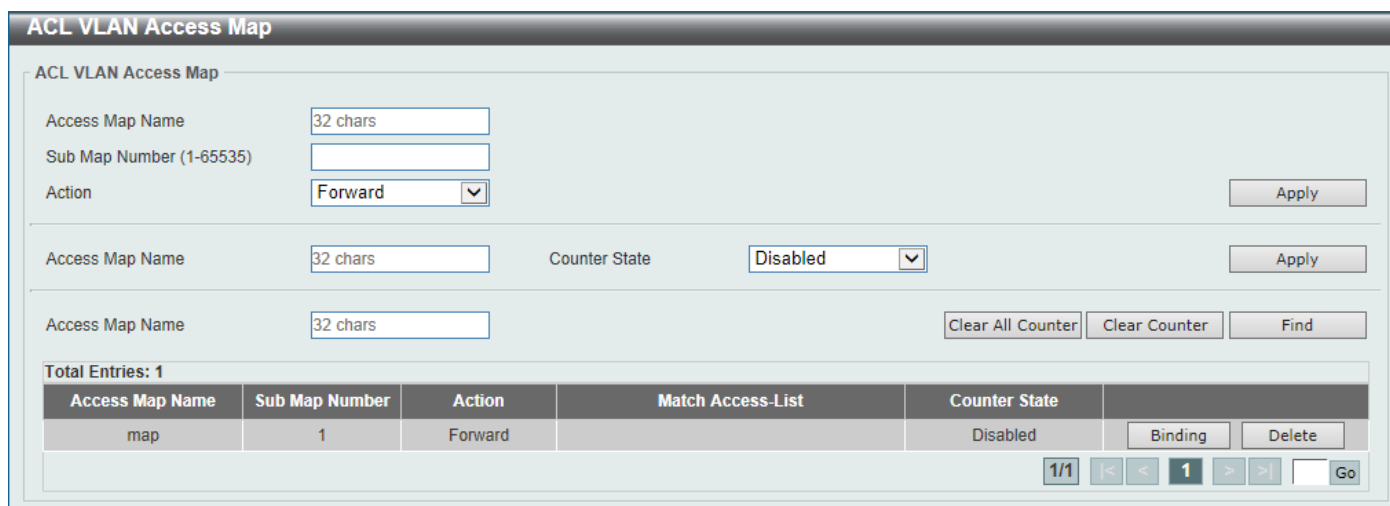 ACL VLAN Access Map
ACL VLAN Access Map
Access Map Name 32 chars
Sub Map Number (1-65535)
Action Forward Apply
Access Map Name 32 chars Counter State Disabled Apply
Access Map Name 32 chars Clear All Counter Clear Counter Find
Total Entries: 1
Access Map Name Sub Map Number Action Match Access-List Counter State
map 1 Forward Disabled Binding Delete
1/1 |< < 1 > >| Go